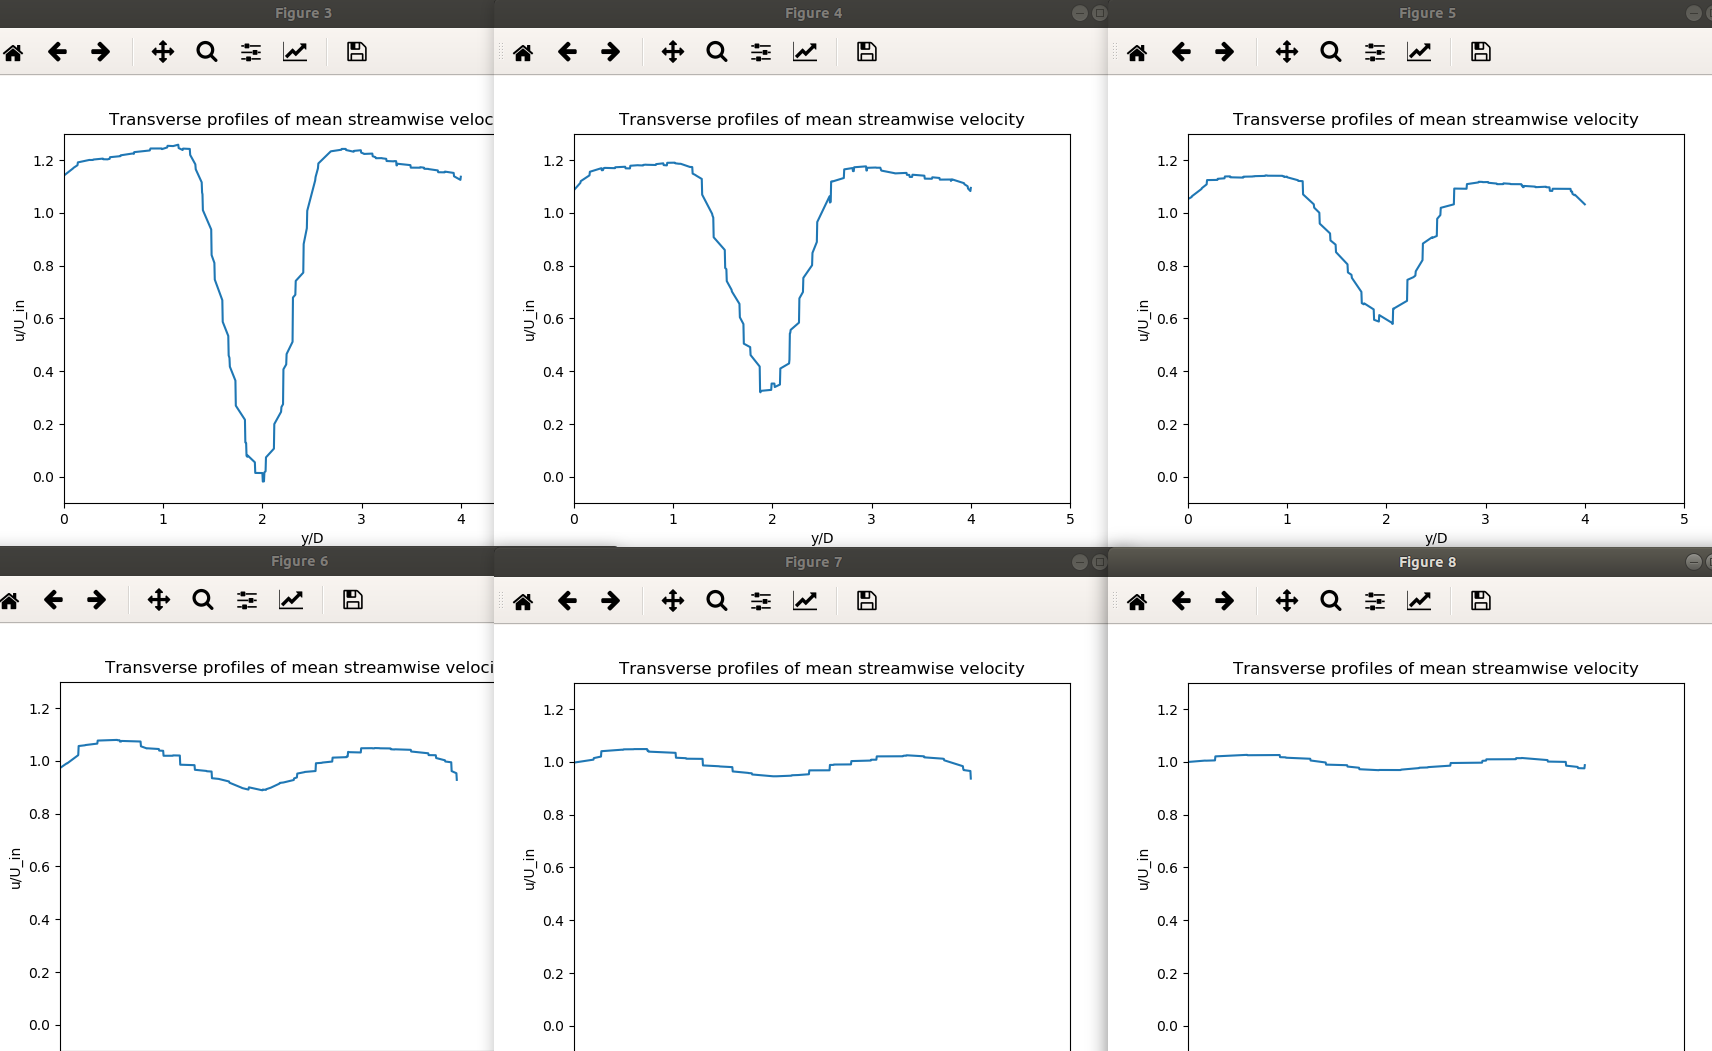 Figure 3
Transverse profiles of mean streamwise veloc
u/U_in
1.2
1.0
0.8
0.6
0.4
0.2
0.0
0 1 2 3 4
y/D
Figure 4
Transverse profiles of mean streamwise velocity
u/U_in
1.2
1.0
0.8
0.6
0.4
0.2
0.0
0 1 2 3 4 5
y/D
Figure 5
Transverse profiles of mean streamwise velocity
u/U_in
1.2
1.0
0.8
0.6
0.4
0.2
0.0
0 1 2 3 4 5
y/D
Figure 6
Transverse profiles of mean streamwise veloci
u/U_in
1.2
1.0
0.8
0.6
0.4
0.2
0.0
Figure 7
Transverse profiles of mean streamwise velocity
u/U_in
1.2
1.0
0.8
0.6
0.4
0.2
0.0
Figure 8
Transverse profiles of mean streamwise velocity
u/U_in
1.2
1.0
0.8
0.6
0.4
0.2
0.0